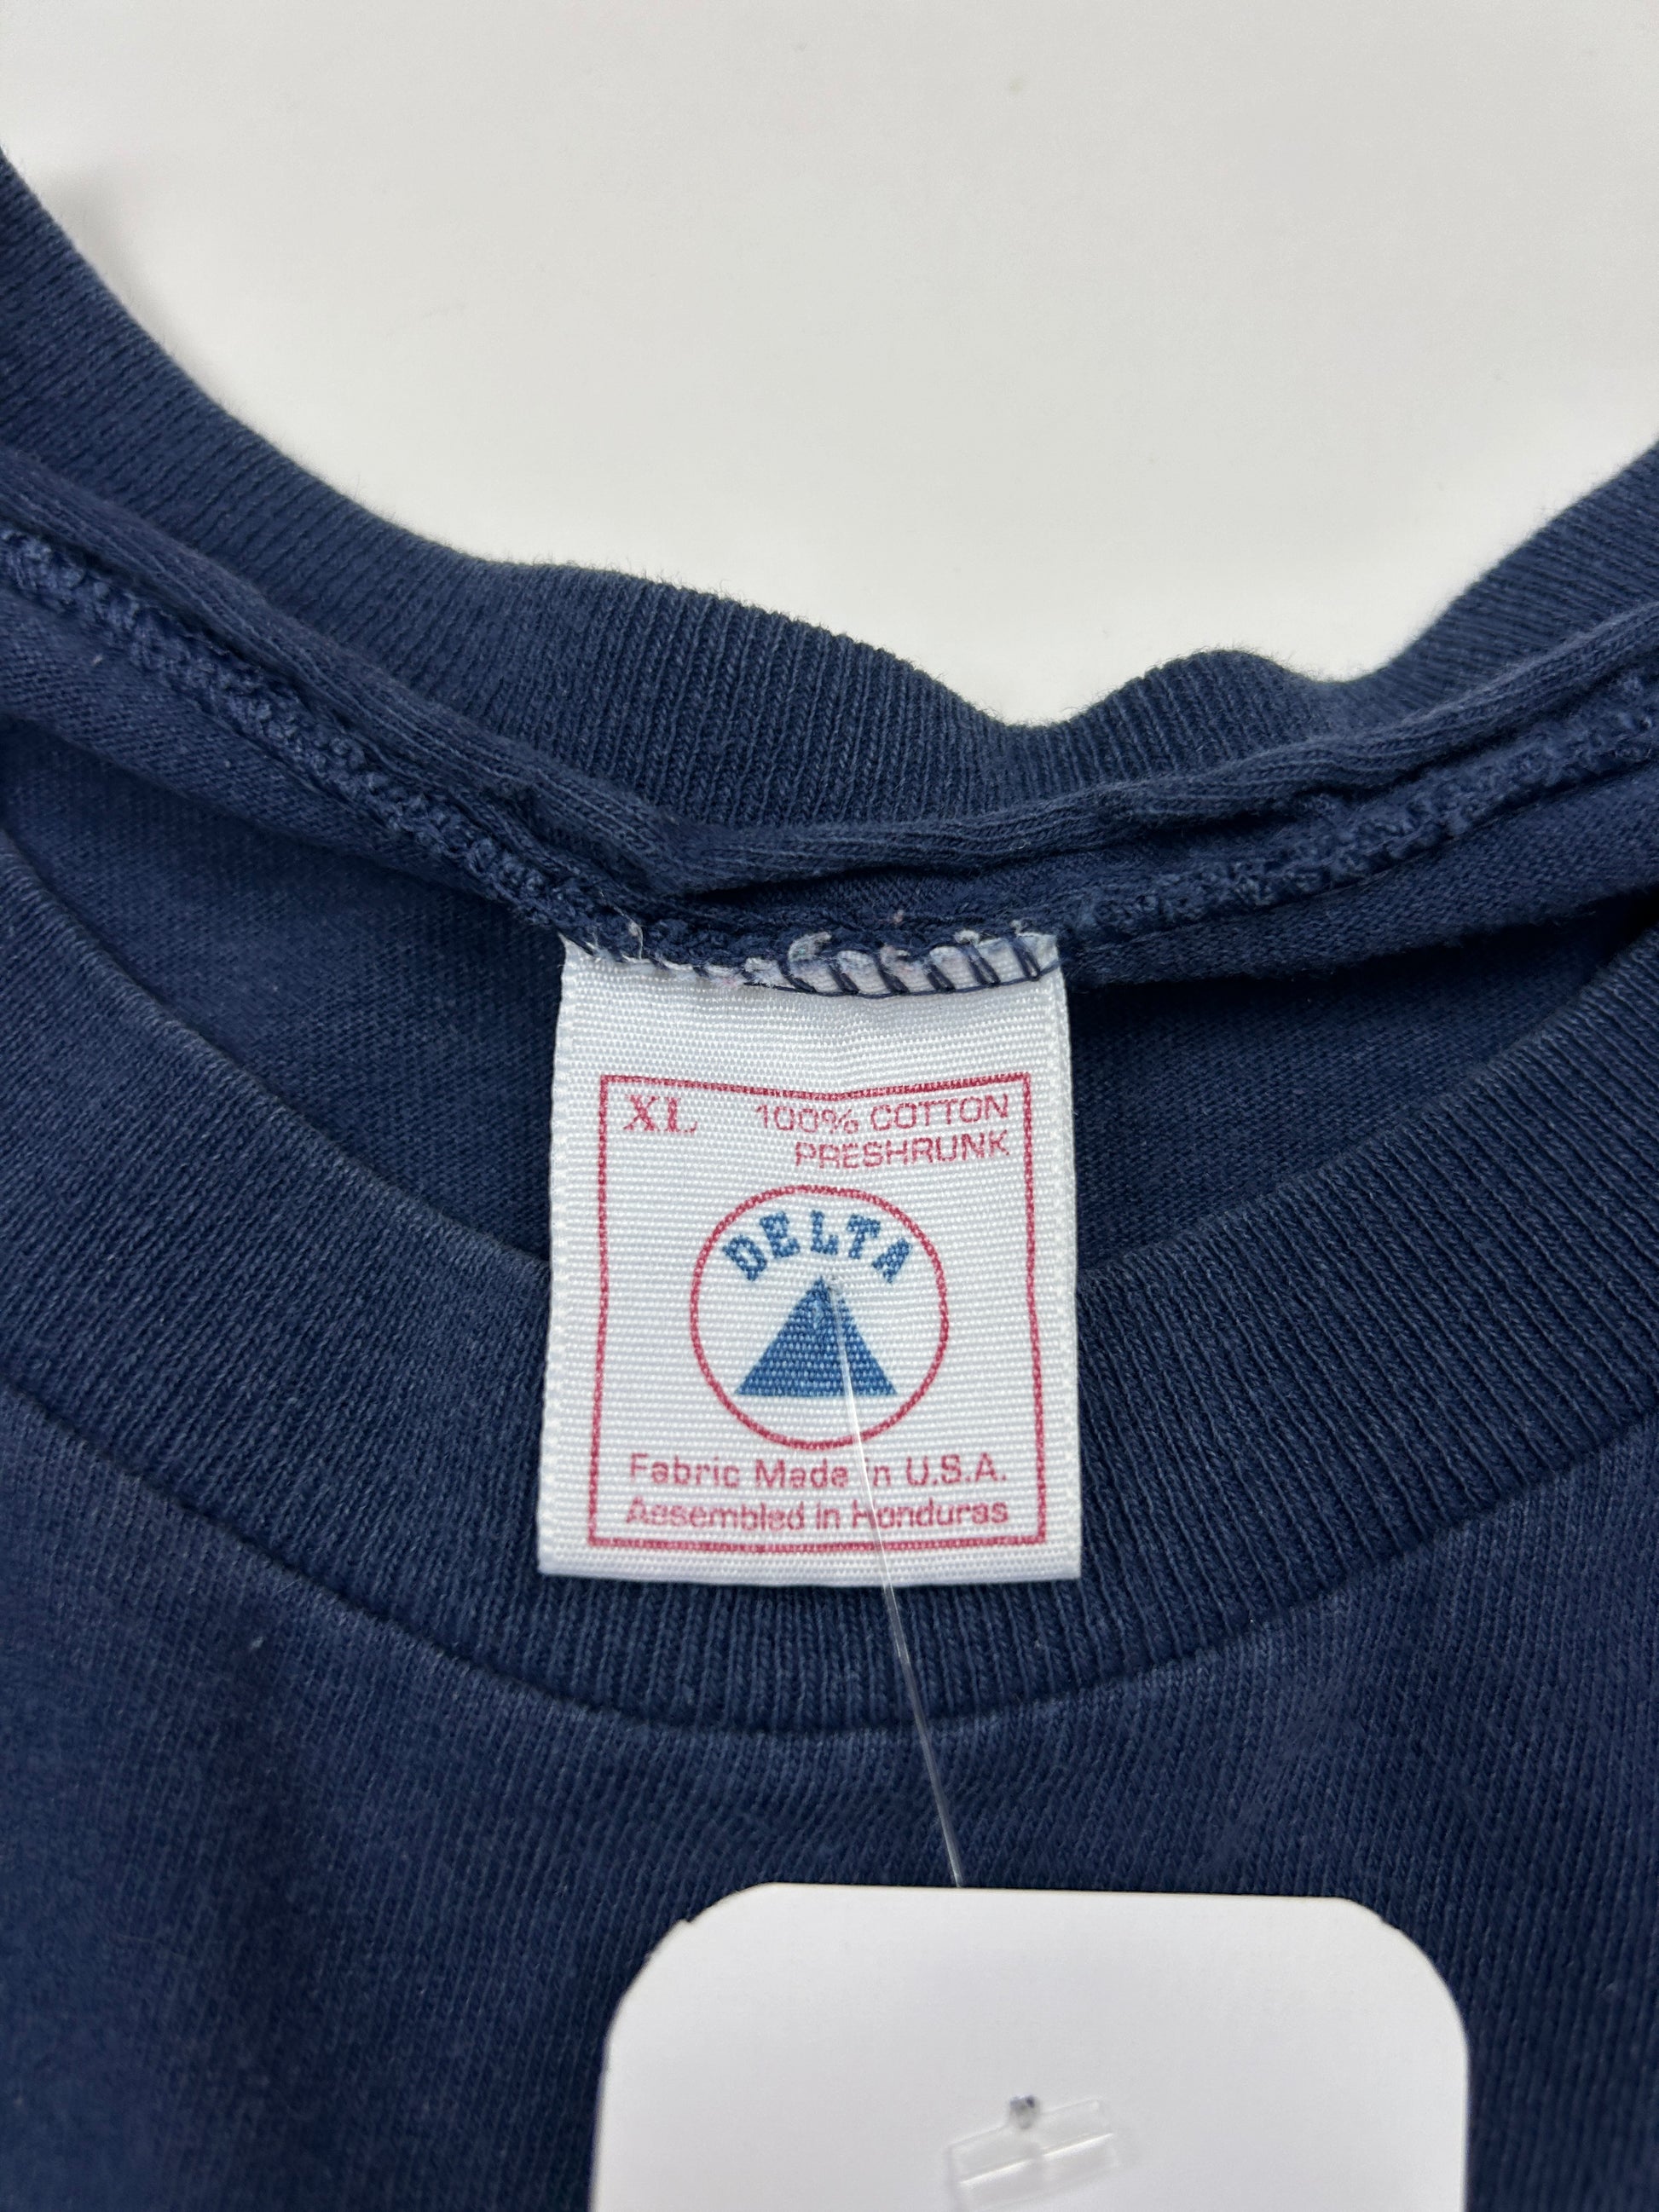 XL 100% COTTON
PRESHRUNK
DELTA
Fabric Made in U.S.A.
Assembled in Honduras